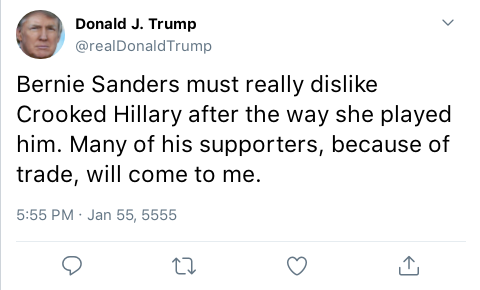 Donald J. Trump
@realDonaldTrump
Bernie Sanders must really dislike
Crooked Hillary after the way she played
him. Many of his supporters, because of
trade, will come to me.
5:55 PM · Jan 55, 5555